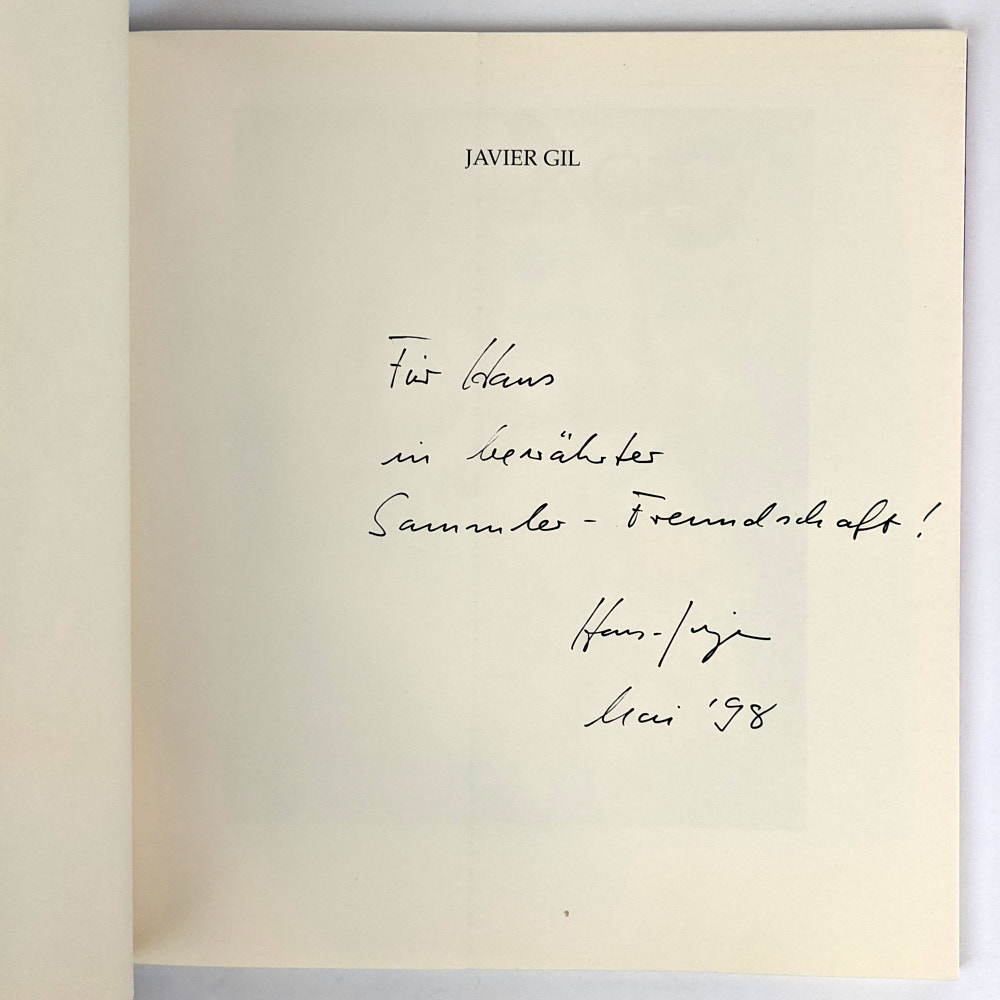 JAVIER GIL
Für Hans
in bewährter
Sammler - Freundschaft!
Hans-Jürgen
Mai '98